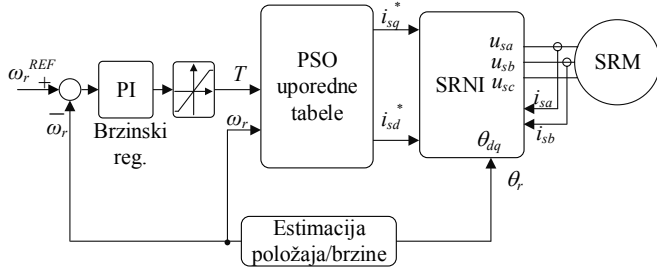 ω_r^REF
+
−
ω_r
PI
Brzinski
reg.
T
ω_r
PSO
uporedne
tabele
i_sq^*
i_sd^*
SRNI
u_sa
u_sb
u_sc
i_sa
i_sb
θ_dq
θ_r
SRM
Estimacija
položaja/brzine